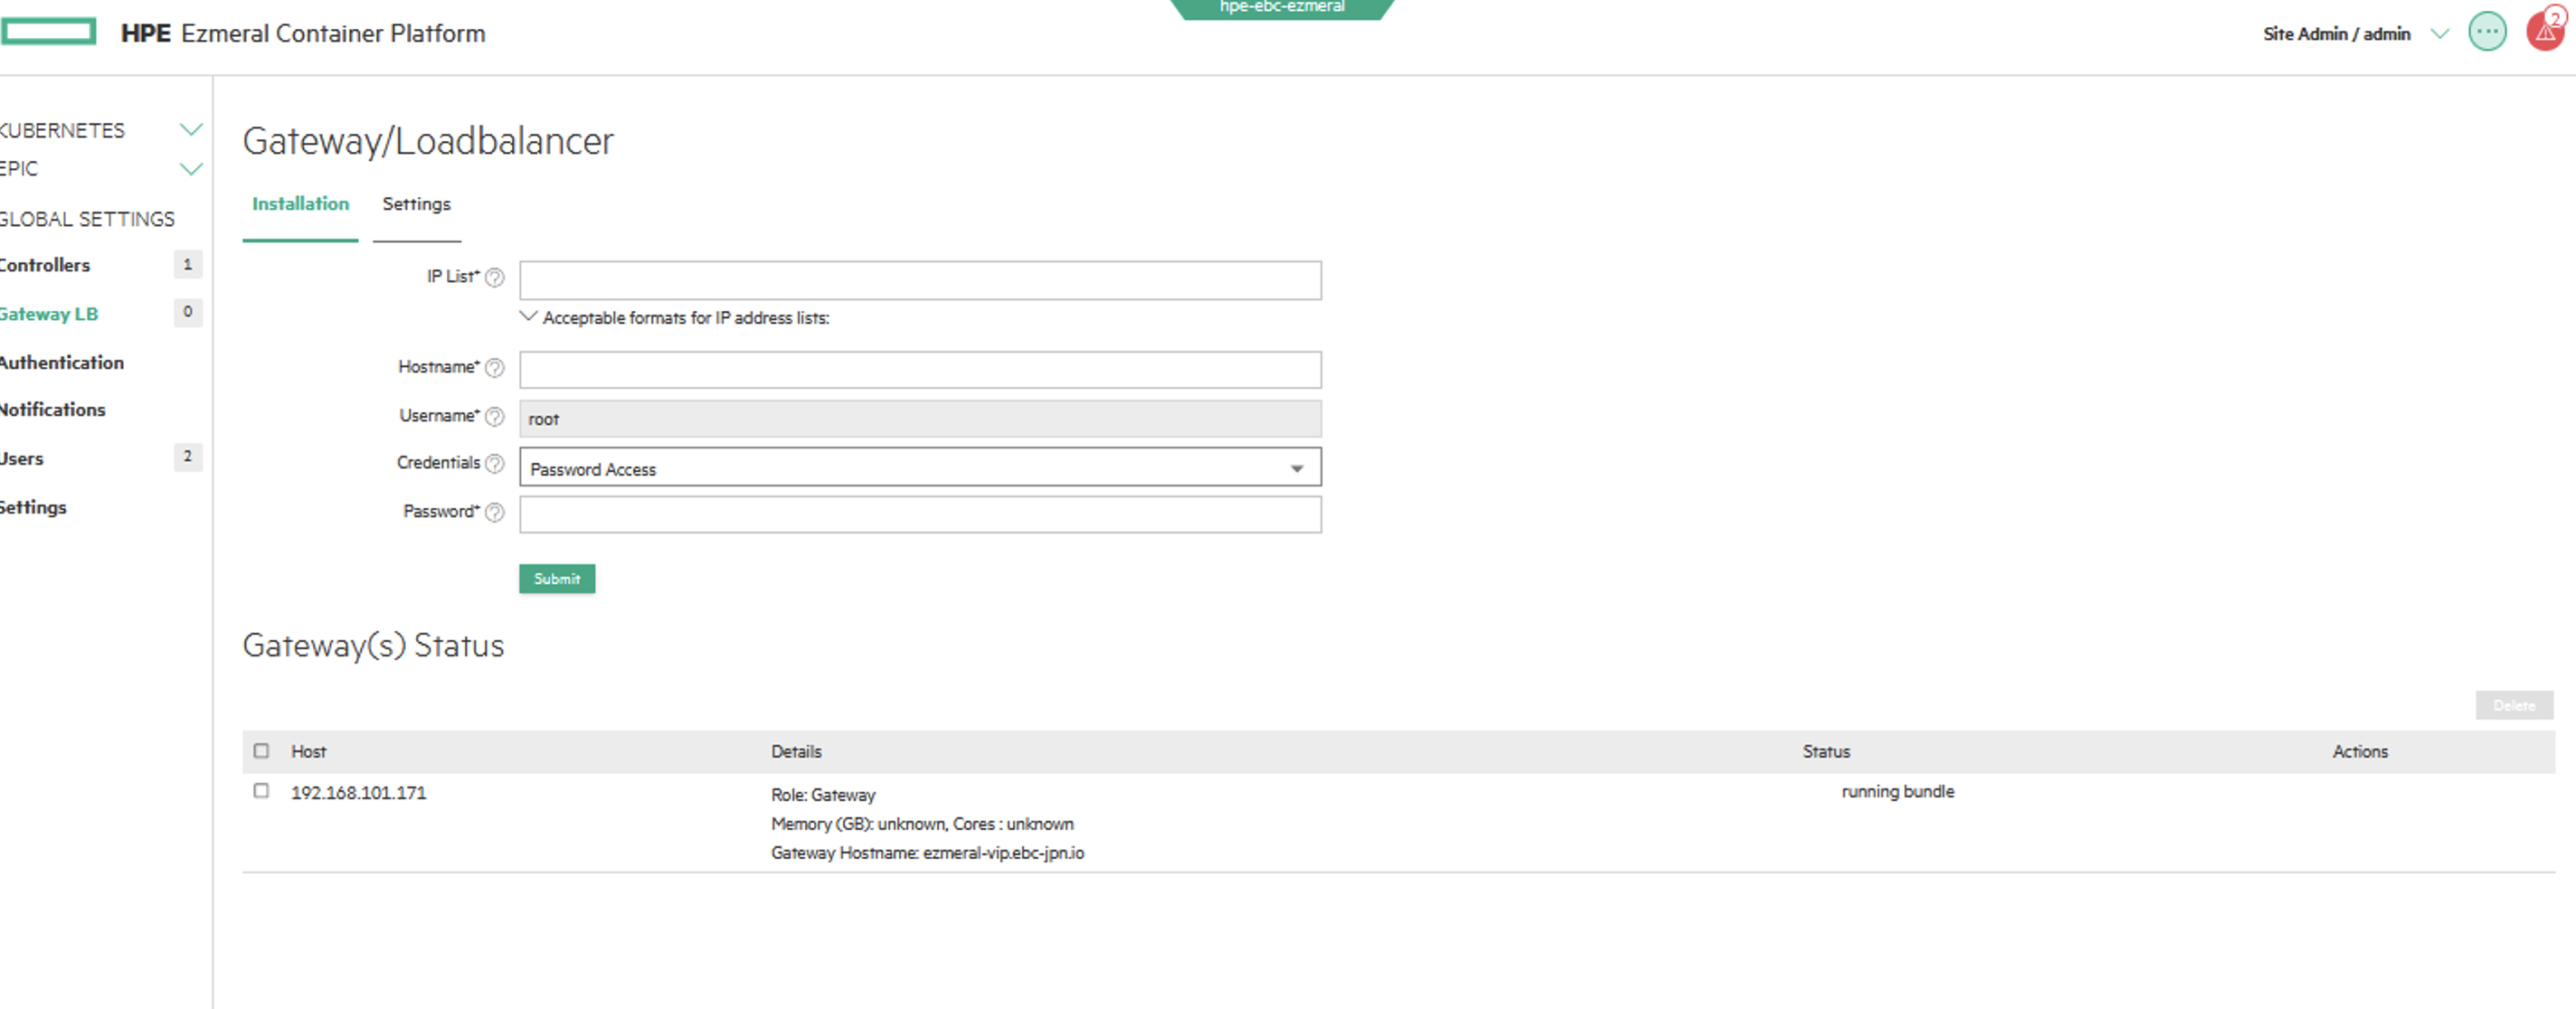 hpe-ebc-ezmeral
HPE Ezmeral Container Platform
Site Admin / admin
2
KUBERNETES
EPIC
GLOBAL SETTINGS
Controllers 1
Gateway LB 0
Authentication
Notifications
Users 2
Settings
Gateway/Loadbalancer
Installation Settings
IP List* ?
Acceptable formats for IP address lists:
Hostname* ?
Username* ? root
Credentials ? Password Access
Password* ?
Submit
Gateway(s) Status
Delete
Host Details Status Actions
192.168.101.171 Role: Gateway running bundle
Memory (GB): unknown, Cores : unknown
Gateway Hostname: ezmeral-vip.ebc-jpn.io